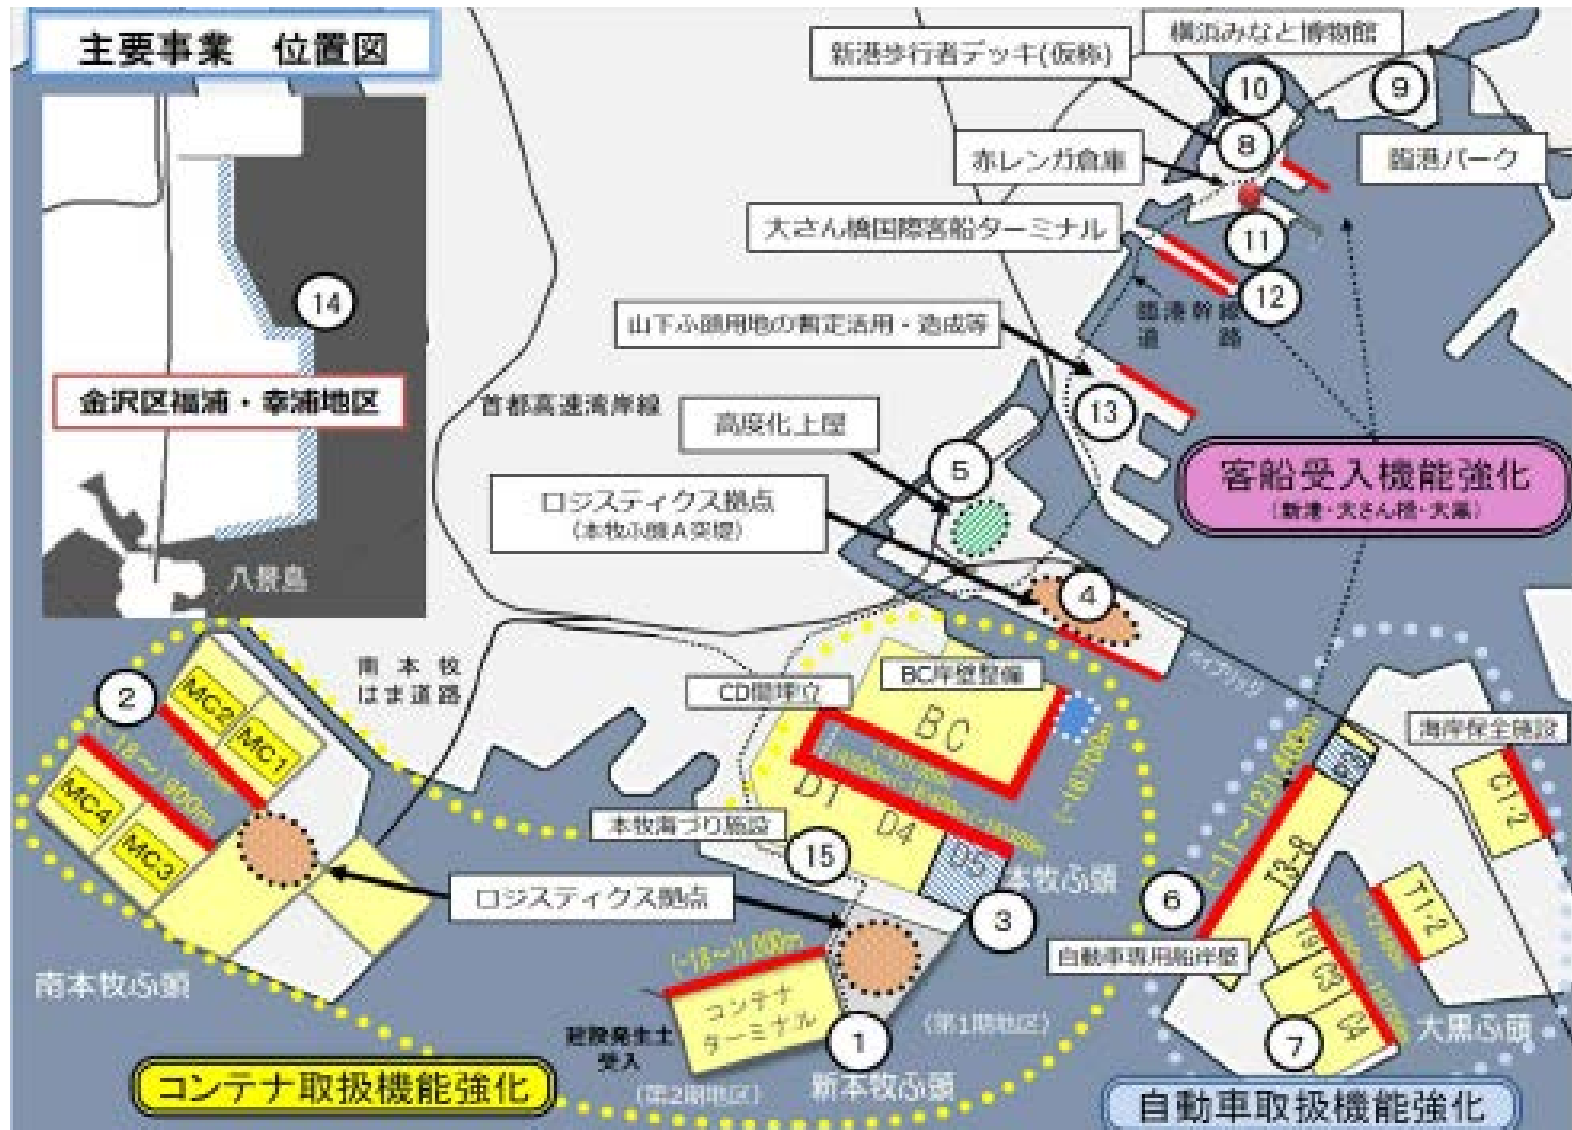 主要事業 位置図
横浜みなと博物館
新港歩行者デッキ(仮称)
10
9
8
赤レンガ倉庫
臨港パーク
大さん橋国際客船ターミナル
11
12
臨港幹線
道路
14
山下ふ頭用地の暫定活用・造成等
金沢区福浦・幸浦地区
首都高速湾岸線
13
高度化上屋
5
客船受入機能強化
(新港・大さん橋・大黒)
ロジスティクス拠点
(本牧ふ頭A突堤)
八景島
4
南本牧
はま道路
ベイブリッジ
2
MC2
MC1
MC4
MC3
CD間埋立
BC岸壁整備
BC
海岸保全施設
C1-2
D1
D4
D5
本牧海づり施設
15
本牧ふ頭
3
T3-8
6
T1-2
ロジスティクス拠点
自動車専用船岸壁
南本牧ふ頭
コンテナ
ターミナル
建設発生土
受入
1
(第1期地区)
(第2期地区)
新本牧ふ頭
C4
7
大黒ふ頭
コンテナ取扱機能強化
自動車取扱機能強化